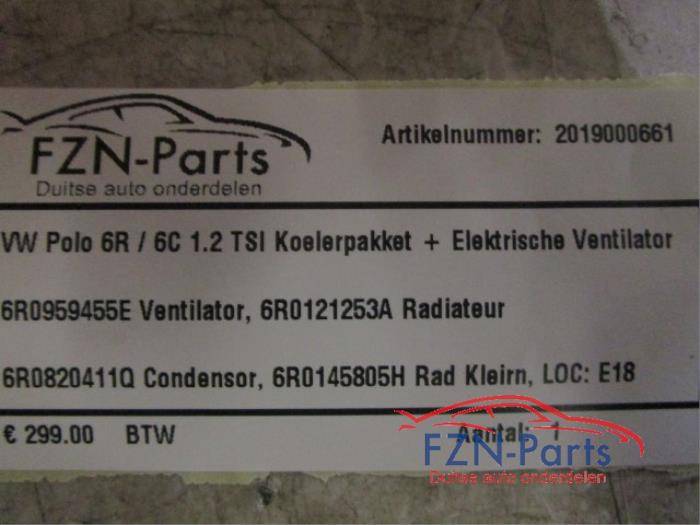 FZN-Parts
Duitse auto onderdelen
Artikelnummer: 2019000661
VW Polo 6R / 6C 1.2 TSI Koelerpakket + Elektrische Ventilator
6R0959455E Ventilator, 6R0121253A Radiateur
6R0820411Q Condensor, 6R0145805H Rad Kleirn, LOC: E18
€ 299.00 BTW Aantal: 1
FZN-Parts
Duitse auto onderdelen